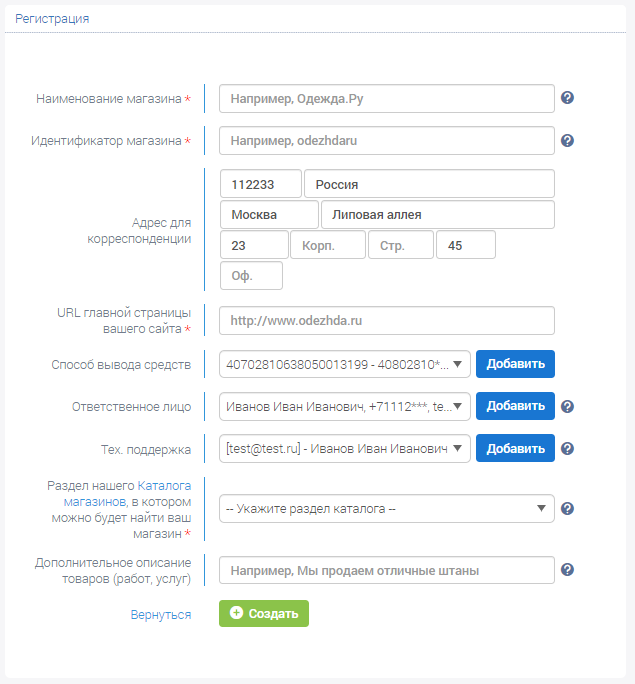 Регистрация
Наименование магазина *
Например, Одежда.Ру
Идентификатор магазина *
Например, odezhdaru
Адрес для
корреспонденции
112233 Россия
Москва Липовая аллея
23 Корп. Стр. 45
Оф.
URL главной страницы
вашего сайта *
http://www.odezhda.ru
Способ вывода средств
40702810638050013199 - 40802810*... Добавить
Ответственное лицо
Иванов Иван Иванович, +71112***, te... Добавить
Тех. поддержка
[test@test.ru] - Иванов Иван Иванович Добавить
Раздел нашего Каталога
магазинов, в котором
можно будет найти ваш
магазин *
-- Укажите раздел каталога --
Дополнительное описание
товаров (работ, услуг)
Например, Мы продаем отличные штаны
Вернуться
Создать